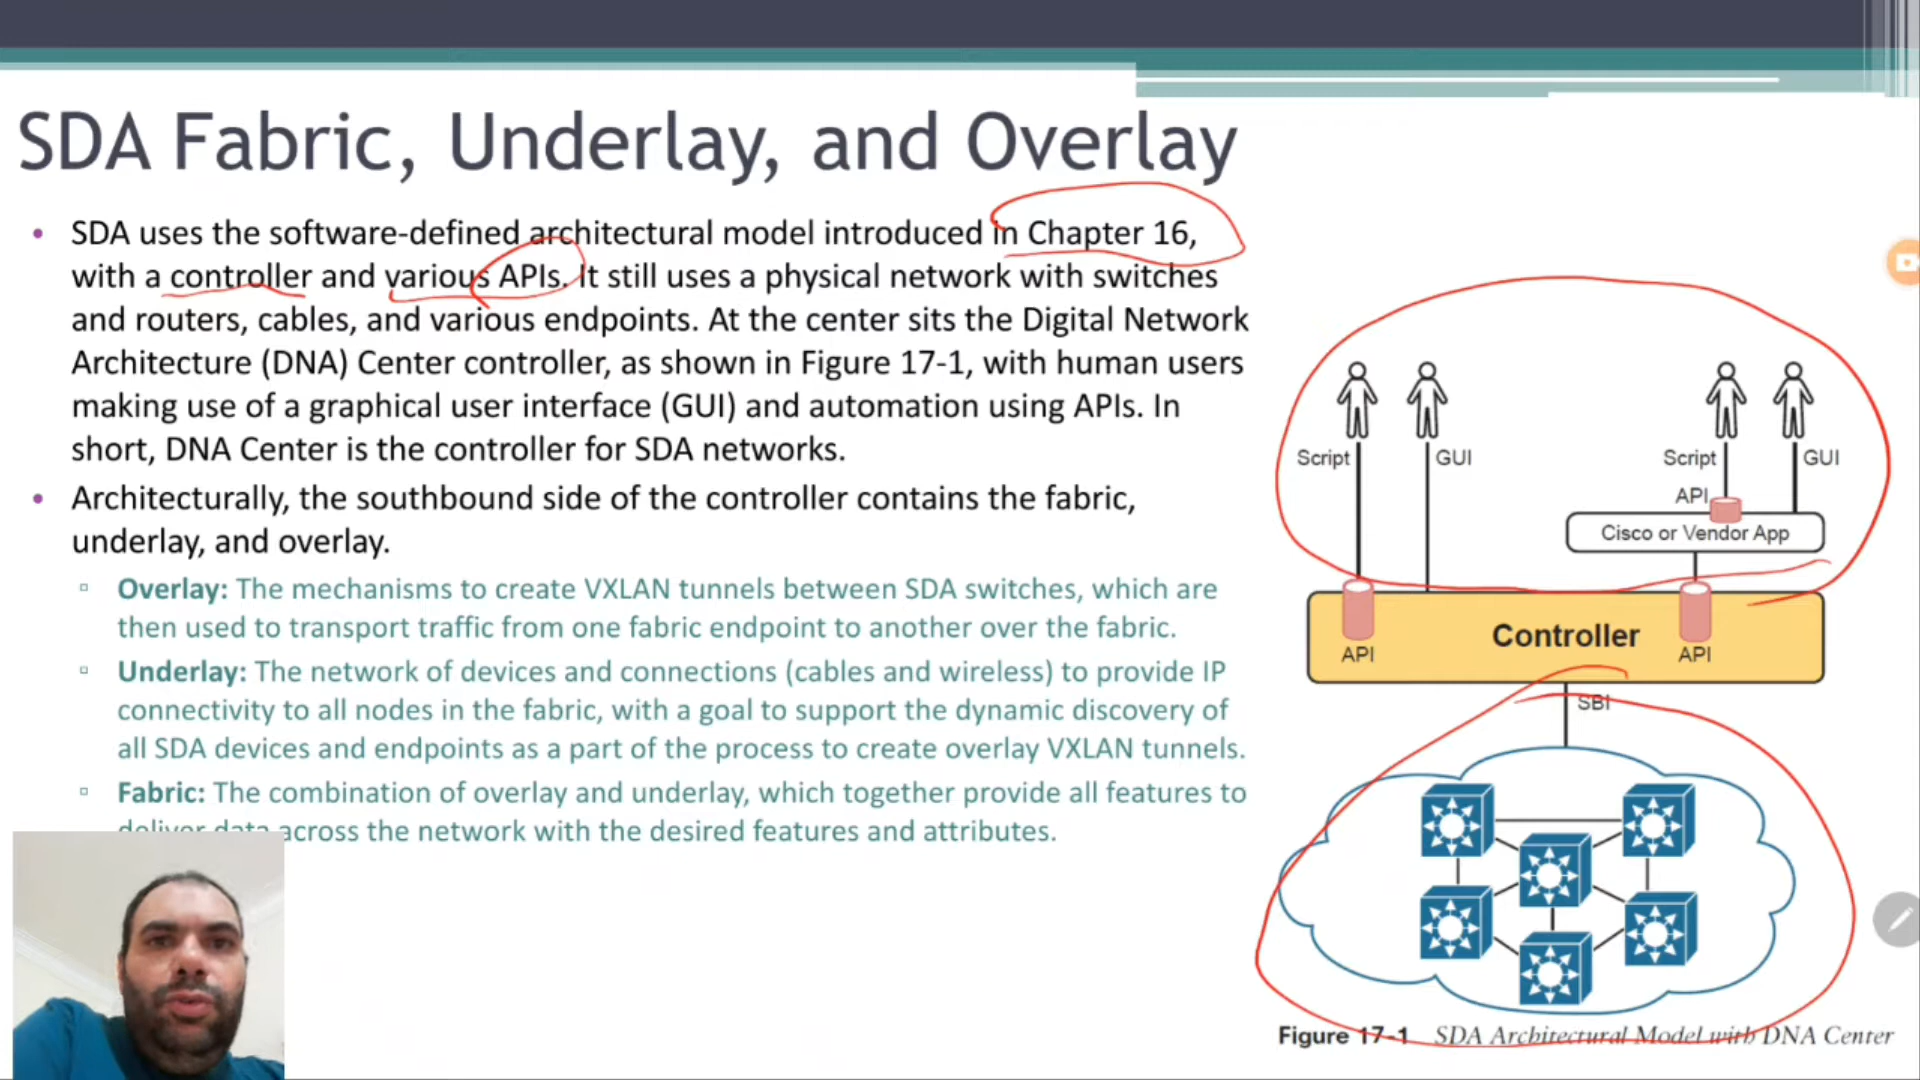 SDA Fabric, Underlay, and Overlay
• SDA uses the software-defined architectural model introduced in Chapter 16,
with a controller and various APIs. It still uses a physical network with switches
and routers, cables, and various endpoints. At the center sits the Digital Network
Architecture (DNA) Center controller, as shown in Figure 17-1, with human users
making use of a graphical user interface (GUI) and automation using APIs. In
short, DNA Center is the controller for SDA networks.
• Architecturally, the southbound side of the controller contains the fabric,
underlay, and overlay.
▫ Overlay: The mechanisms to create VXLAN tunnels between SDA switches, which are
then used to transport traffic from one fabric endpoint to another over the fabric.
▫ Underlay: The network of devices and connections (cables and wireless) to provide IP
connectivity to all nodes in the fabric, with a goal to support the dynamic discovery of
all SDA devices and endpoints as a part of the process to create overlay VXLAN tunnels.
▫ Fabric: The combination of overlay and underlay, which together provide all features to
deliver data across the network with the desired features and attributes.
Script GUI Script GUI
API
Cisco or Vendor App
Controller
API API
SBI
Figure 17-1 SDA Architectural Model with DNA Center